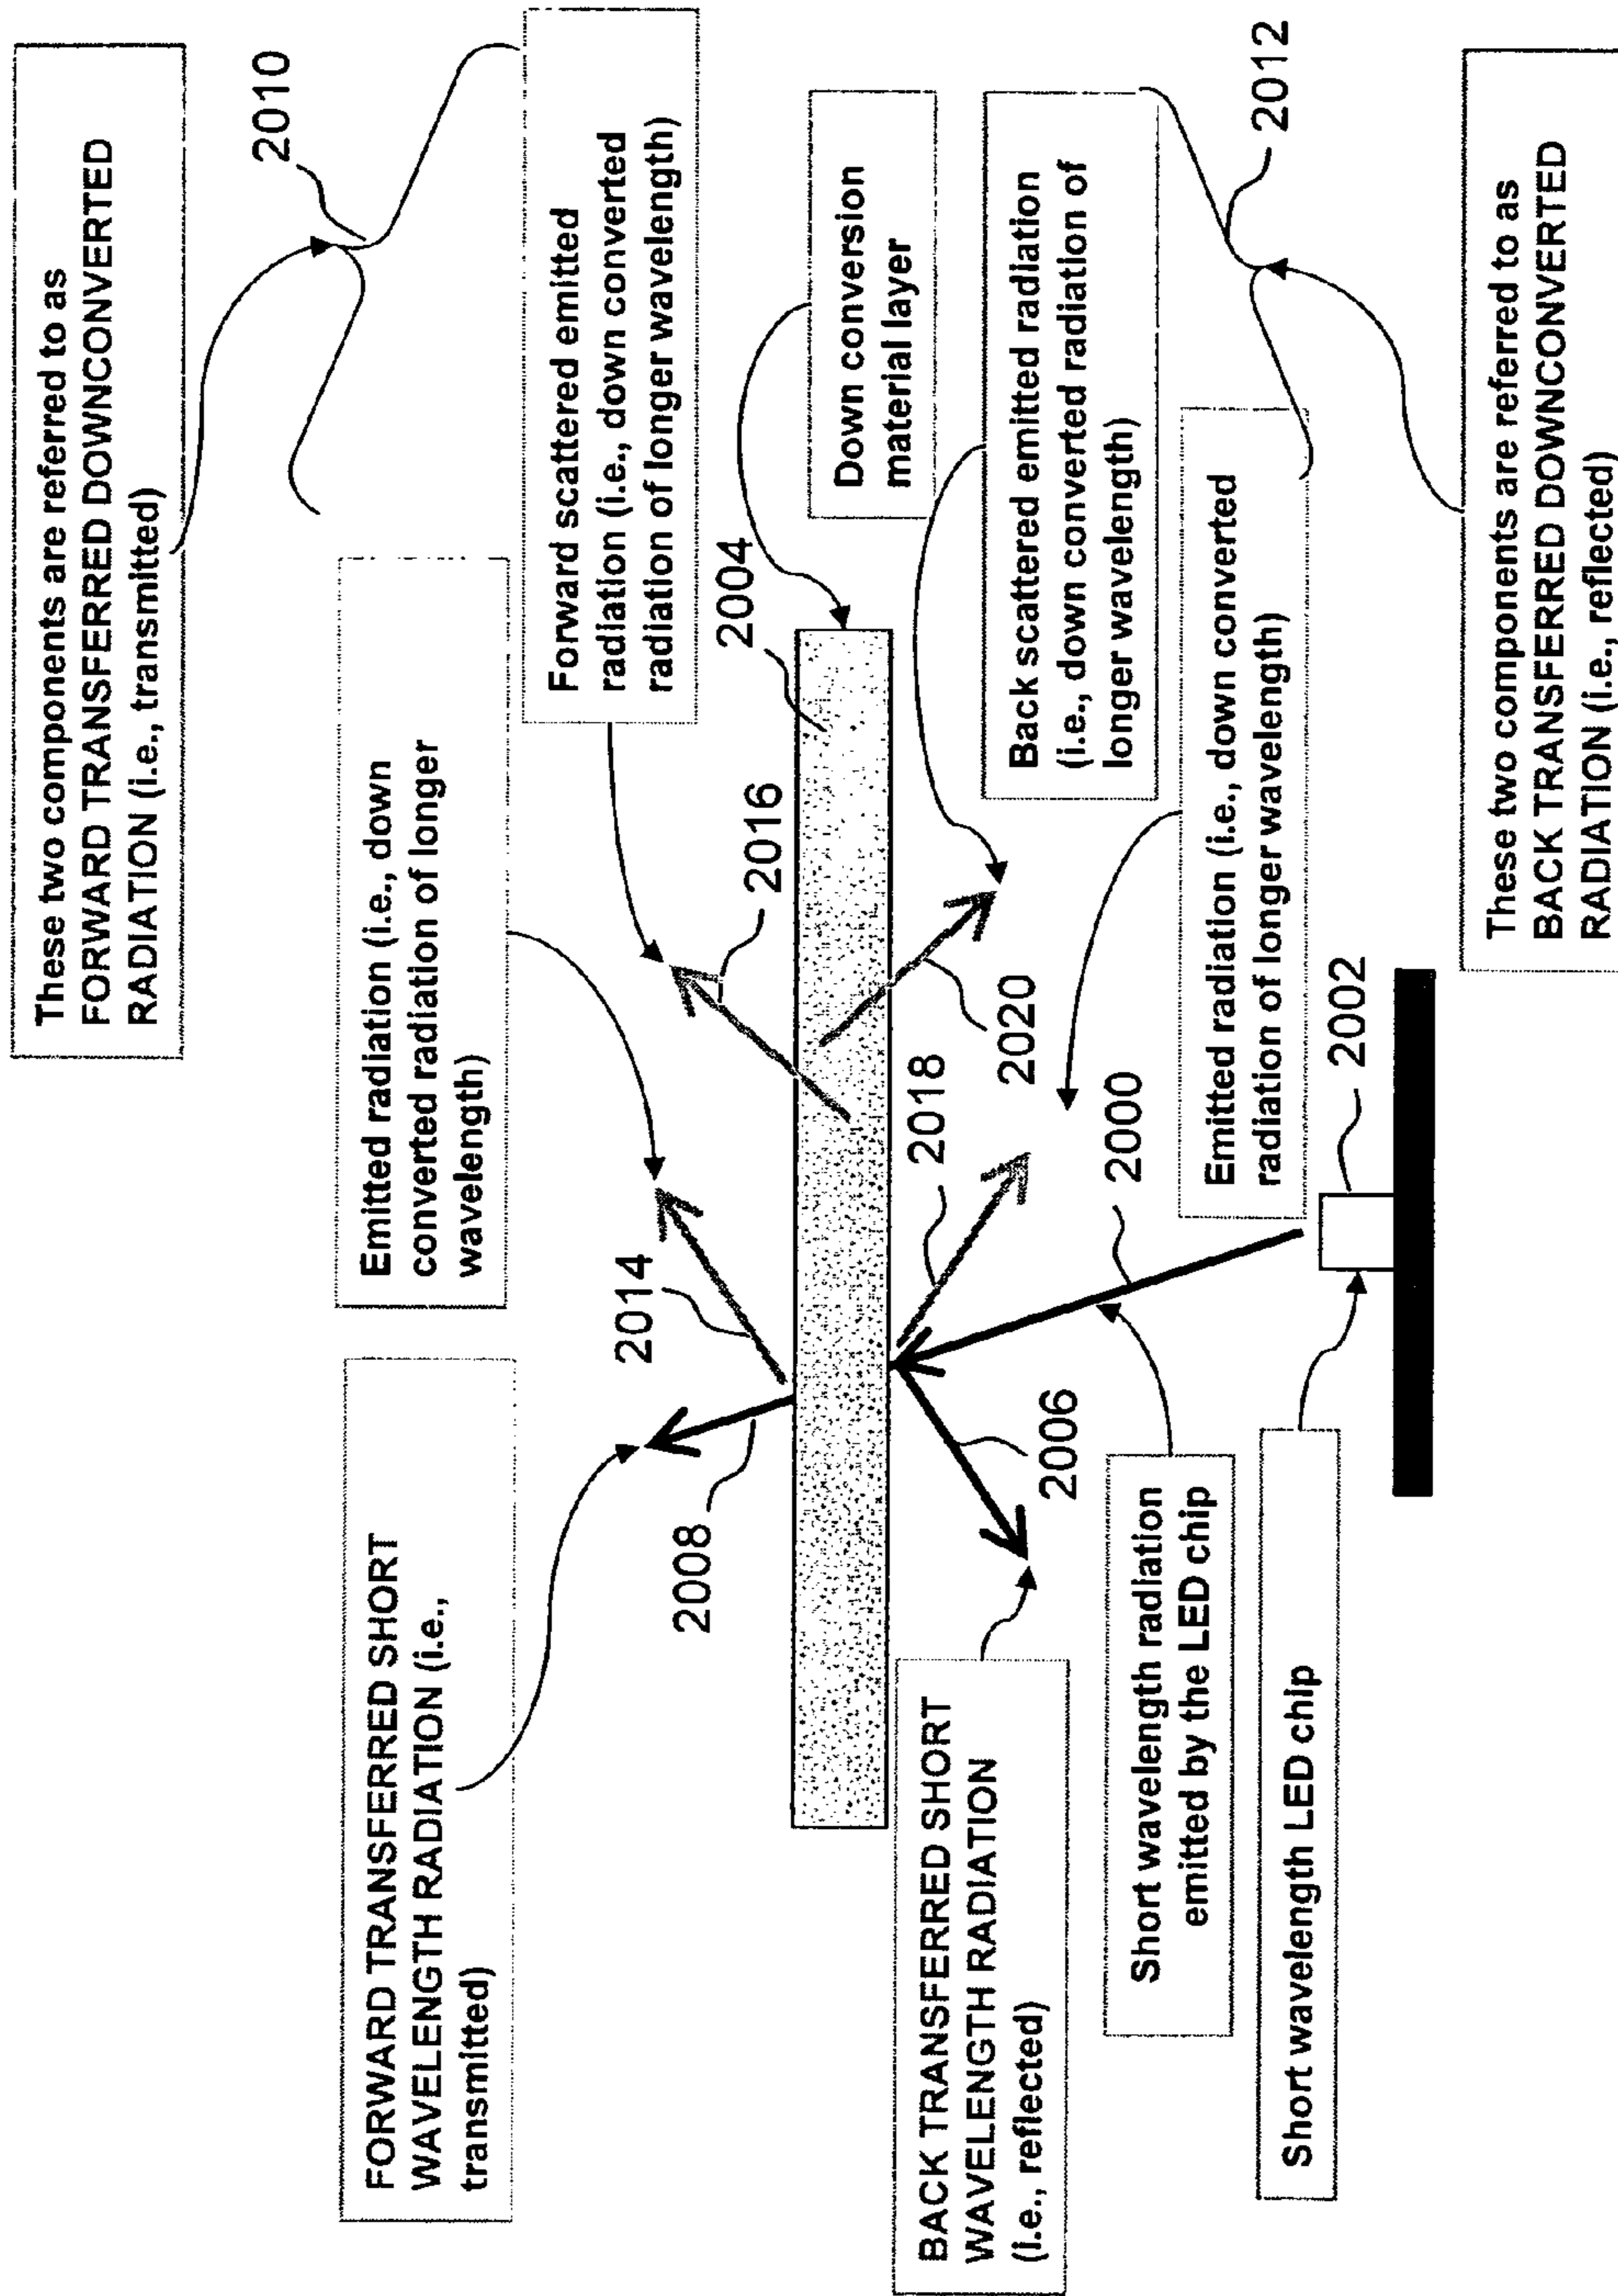 These two components are referred to as
FORWARD TRANSFERRED DOWNCONVERTED
RADIATION (i.e., transmitted)
2010
FORWARD TRANSFERRED SHORT
WAVELENGTH RADIATION (i.e.,
transmitted)
Emitted radiation (i.e., down
converted radiation of longer
wavelength)
Forward scattered emitted
radiation (i.e., down converted
radiation of longer wavelength)
2008
2014
2016
2004
Down conversion
material layer
BACK TRANSFERRED SHORT
WAVELENGTH RADIATION
(i.e., reflected)
2006
2018
2020
Back scattered emitted radiation
(i.e., down converted radiation of
longer wavelength)
Short wavelength radiation
emitted by the LED chip
2000
Emitted radiation (i.e., down converted
radiation of longer wavelength)
2012
Short wavelength LED chip
2002
These two components are referred to as
BACK TRANSFERRED DOWNCONVERTED
RADIATION (i.e., reflected)